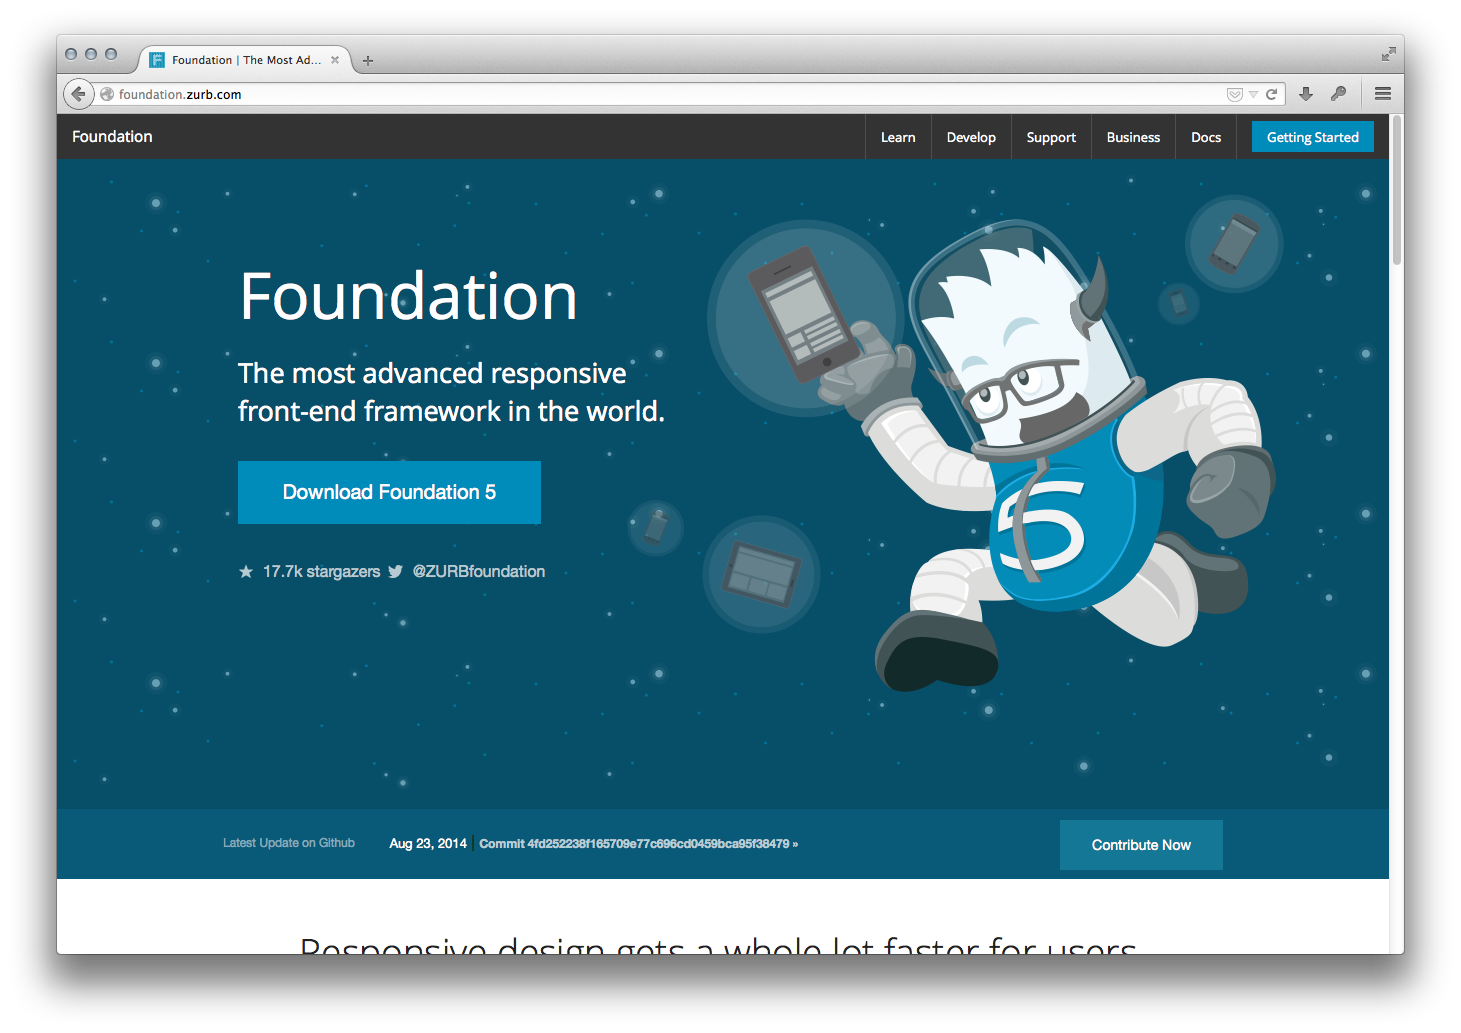 Foundation | The Most Ad...
foundation.zurb.com
Foundation
Learn
Develop
Support
Business
Docs
Getting Started
Foundation
The most advanced responsive
front-end framework in the world.
Download Foundation 5
17.7k stargazers
@ZURBfoundation
5
Latest Update on Github
Aug 23, 2014
Commit 4fd252238f165709e77c696cd0459bca95f38479 »
Contribute Now
Responsive design gets a whole lot faster for users,